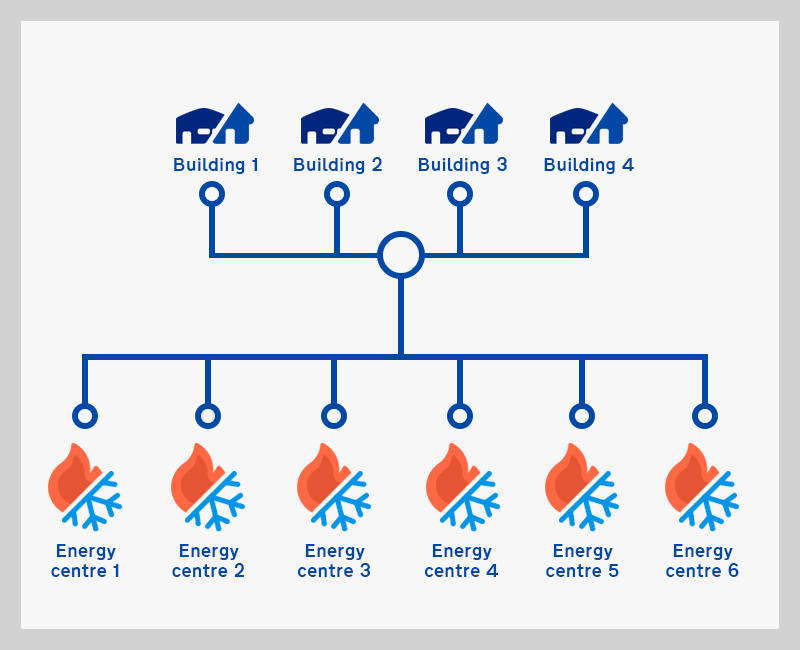 Building 1
Building 2
Building 3
Building 4
Energy
centre 1
Energy
centre 2
Energy
centre 3
Energy
centre 4
Energy
centre 5
Energy
centre 6